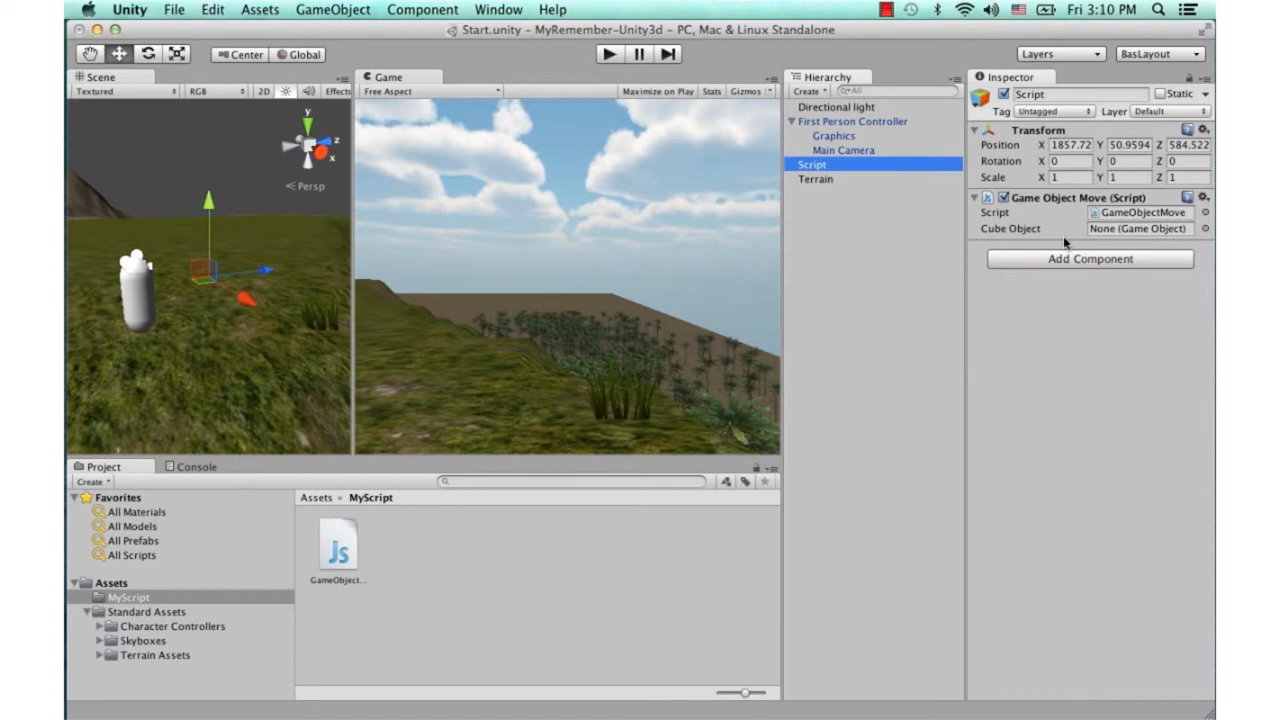 Unity File Edit Assets GameObject Component Window Help Fri 3:10 PM
Start.unity - MyRemember-Unity3d - PC, Mac & Linux Standalone
Center Global Layers BasLayout
Scene
Textured RGB 2D Effects
y
z
x
Persp
Game
Free Aspect Maximize on Play Stats Gizmos
Hierarchy
Create All
Directional light
First Person Controller
Graphics
Main Camera
Script
Terrain
Inspector
Script Static
Tag Untagged Layer Default
Transform
Position X 1857.72 Y 50.9594 Z 584.522
Rotation X 0 Y 0 Z 0
Scale X 1 Y 1 Z 1
Game Object Move (Script)
Script GameObjectMove
Cube Object None (Game Object)
Add Component
Project Console
Create
Favorites
All Materials
All Models
All Prefabs
All Scripts
Assets
MyScript
Standard Assets
Character Controllers
Skyboxes
Terrain Assets
Assets MyScript
Js
GameObject...